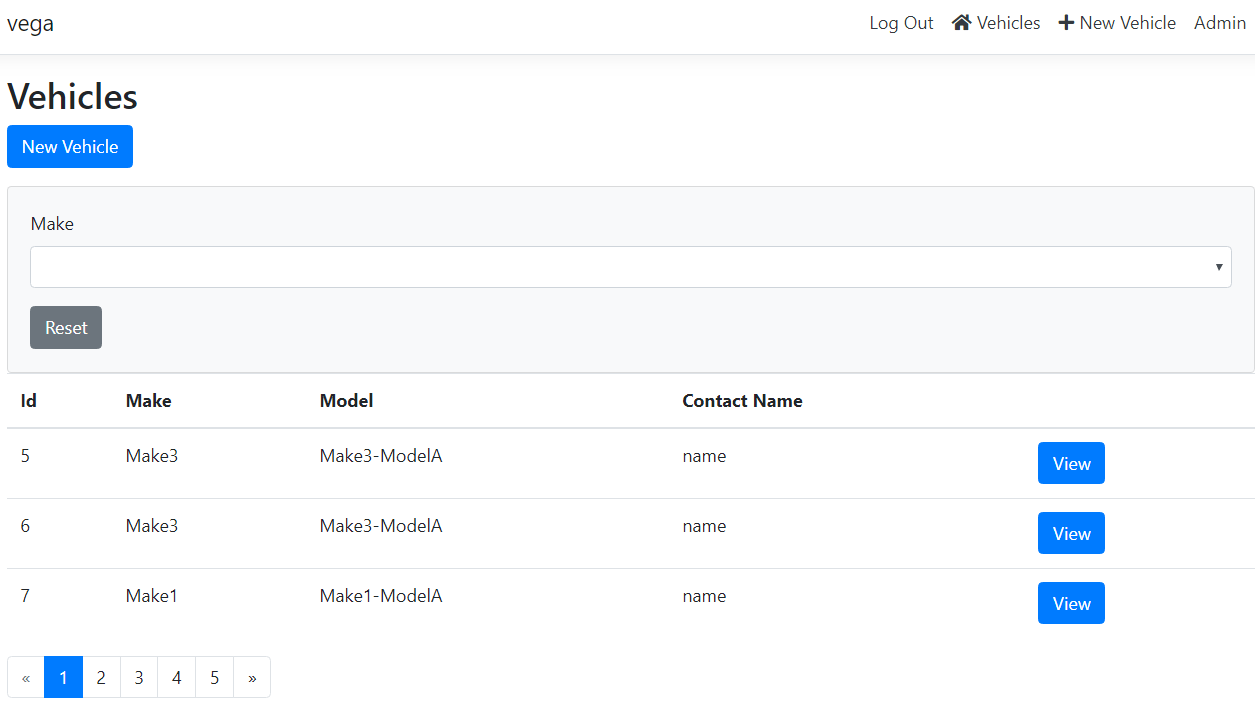 vega Log Out Vehicles New Vehicle Admin
Vehicles
New Vehicle
Make
Reset
Id Make Model Contact Name
5 Make3 Make3-ModelA name View
6 Make3 Make3-ModelA name View
7 Make1 Make1-ModelA name View
« 1 2 3 4 5 »